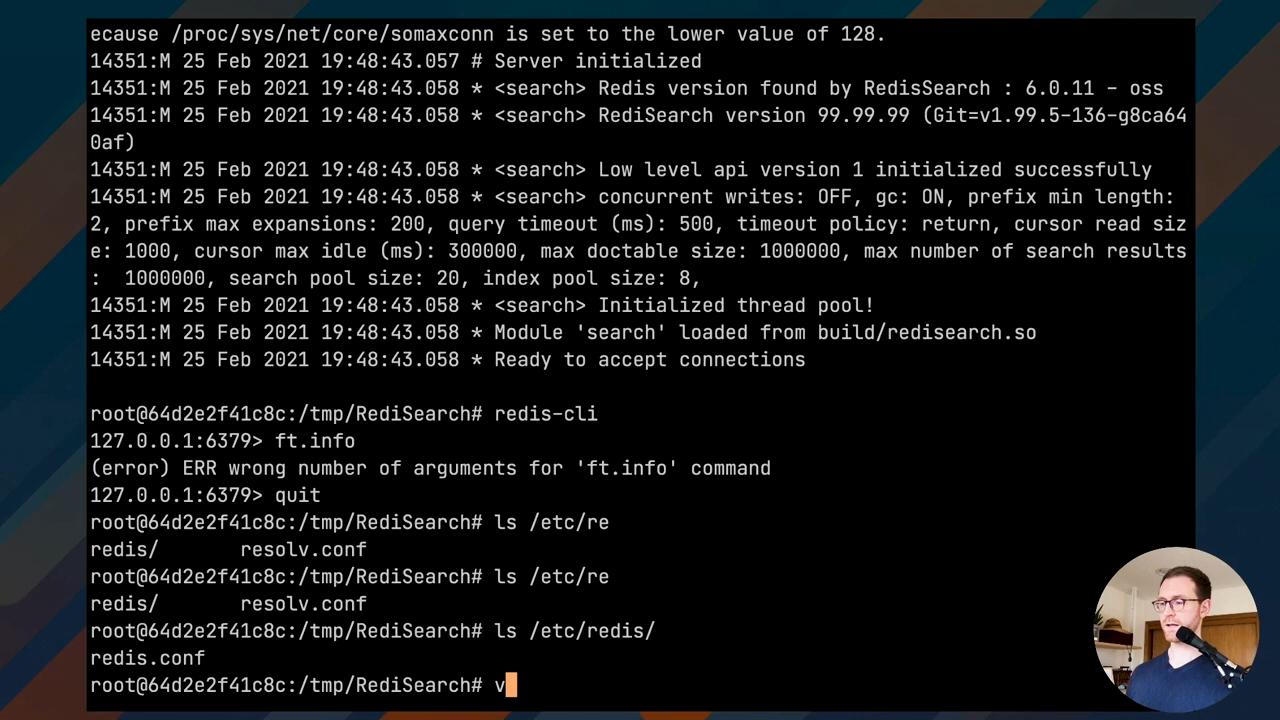 ecause /proc/sys/net/core/somaxconn is set to the lower value of 128.
14351:M 25 Feb 2021 19:48:43.057 # Server initialized
14351:M 25 Feb 2021 19:48:43.058 * <search> Redis version found by RedisSearch : 6.0.11 - oss
14351:M 25 Feb 2021 19:48:43.058 * <search> RediSearch version 99.99.99 (Git=v1.99.5-136-g8ca64
0af)
14351:M 25 Feb 2021 19:48:43.058 * <search> Low level api version 1 initialized successfully
14351:M 25 Feb 2021 19:48:43.058 * <search> concurrent writes: OFF, gc: ON, prefix min length:
2, prefix max expansions: 200, query timeout (ms): 500, timeout policy: return, cursor read siz
e: 1000, cursor max idle (ms): 300000, max doctable size: 1000000, max number of search results
:  1000000, search pool size: 20, index pool size: 8,
14351:M 25 Feb 2021 19:48:43.058 * <search> Initialized thread pool!
14351:M 25 Feb 2021 19:48:43.058 * Module 'search' loaded from build/redisearch.so
14351:M 25 Feb 2021 19:48:43.058 * Ready to accept connections
root@64d2e2f41c8c:/tmp/RediSearch# redis-cli
127.0.0.1:6379> ft.info
(error) ERR wrong number of arguments for 'ft.info' command
127.0.0.1:6379> quit
root@64d2e2f41c8c:/tmp/RediSearch# ls /etc/re
redis/       resolv.conf
root@64d2e2f41c8c:/tmp/RediSearch# ls /etc/re
redis/       resolv.conf
root@64d2e2f41c8c:/tmp/RediSearch# ls /etc/redis/
redis.conf
root@64d2e2f41c8c:/tmp/RediSearch# v